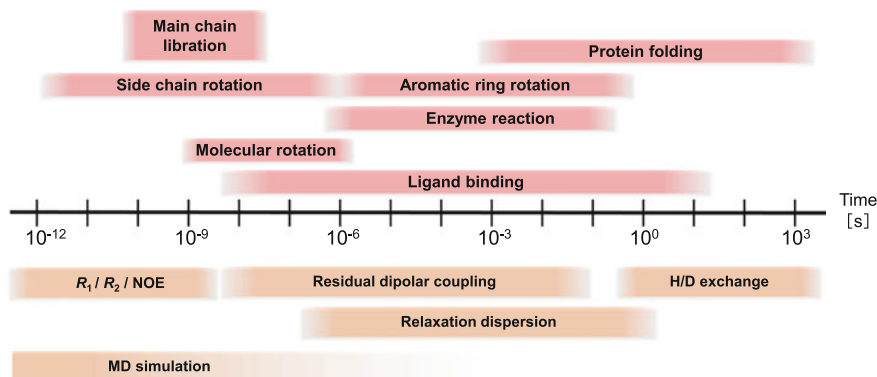 Main chain
libration
Protein folding
Side chain rotation
Aromatic ring rotation
Enzyme reaction
Molecular rotation
Ligand binding
Time
[s]
10⁻¹² 10⁻⁹ 10⁻⁶ 10⁻³ 10⁰ 10³
R₁ / R₂ / NOE Residual dipolar coupling H/D exchange
Relaxation dispersion
MD simulation